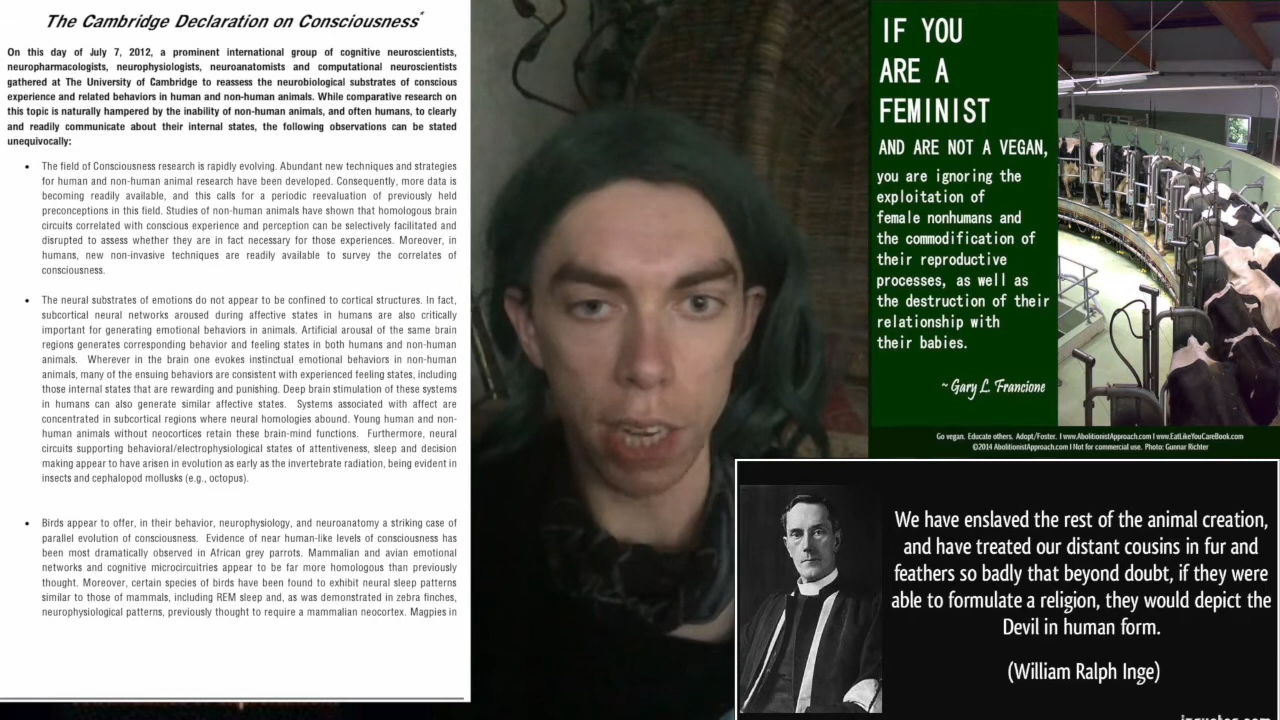 The Cambridge Declaration on Consciousness*
On this day of July 7, 2012, a prominent international group of cognitive neuroscientists,
neuropharmacologists, neurophysiologists, neuroanatomists and computational neuroscientists
gathered at The University of Cambridge to reassess the neurobiological substrates of conscious
experience and related behaviors in human and non-human animals. While comparative research on
this topic is naturally hampered by the inability of non-human animals, and often humans, to clearly
and readily communicate about their internal states, the following observations can be stated
unequivocally:
• The field of Consciousness research is rapidly evolving. Abundant new techniques and strategies
for human and non-human animal research have been developed. Consequently, more data is
becoming readily available, and this calls for a periodic reevaluation of previously held
preconceptions in this field. Studies of non-human animals have shown that homologous brain
circuits correlated with conscious experience and perception can be selectively facilitated and
disrupted to assess whether they are in fact necessary for those experiences. Moreover, in
humans, new non-invasive techniques are readily available to survey the correlates of
consciousness.
• The neural substrates of emotions do not appear to be confined to cortical structures. In fact,
subcortical neural networks aroused during affective states in humans are also critically
important for generating emotional behaviors in animals. Artificial arousal of the same brain
regions generates corresponding behavior and feeling states in both humans and non-human
animals. Wherever in the brain one evokes instinctual emotional behaviors in non-human
animals, many of the ensuing behaviors are consistent with experienced feeling states, including
those internal states that are rewarding and punishing. Deep brain stimulation of these systems
in humans can also generate similar affective states. Systems associated with affect are
concentrated in subcortical regions where neural homologies abound. Young human and non-
human animals without neocortices retain these brain-mind functions. Furthermore, neural
circuits supporting behavioral/electrophysiological states of attentiveness, sleep and decision
making appear to have arisen in evolution as early as the invertebrate radiation, being evident in
insects and cephalopod mollusks (e.g., octopus).
• Birds appear to offer, in their behavior, neurophysiology, and neuroanatomy a striking case of
parallel evolution of consciousness. Evidence of near human-like levels of consciousness has
been most dramatically observed in African grey parrots. Mammalian and avian emotional
networks and cognitive microcircuitries appear to be far more homologous than previously
thought. Moreover, certain species of birds have been found to exhibit neural sleep patterns
similar to those of mammals, including REM sleep and, as was demonstrated in zebra finches,
neurophysiological patterns, previously thought to require a mammalian neocortex. Magpies in
IF YOU
ARE A
FEMINIST
AND ARE NOT A VEGAN,
you are ignoring the
exploitation of
female nonhumans and
the commodification of
their reproductive
processes, as well as
the destruction of their
relationship with
their babies.
~ Gary L. Francione
Go vegan. Educate others. Adopt/Foster. | www.AbolitionistApproach.com | www.EatLikeYouCareBook.com
©2014 AbolitionistApproach.com | Not for commercial use. Photo: Gunnar Richter
We have enslaved the rest of the animal creation,
and have treated our distant cousins in fur and
feathers so badly that beyond doubt, if they were
able to formulate a religion, they would depict the
Devil in human form.
(William Ralph Inge)